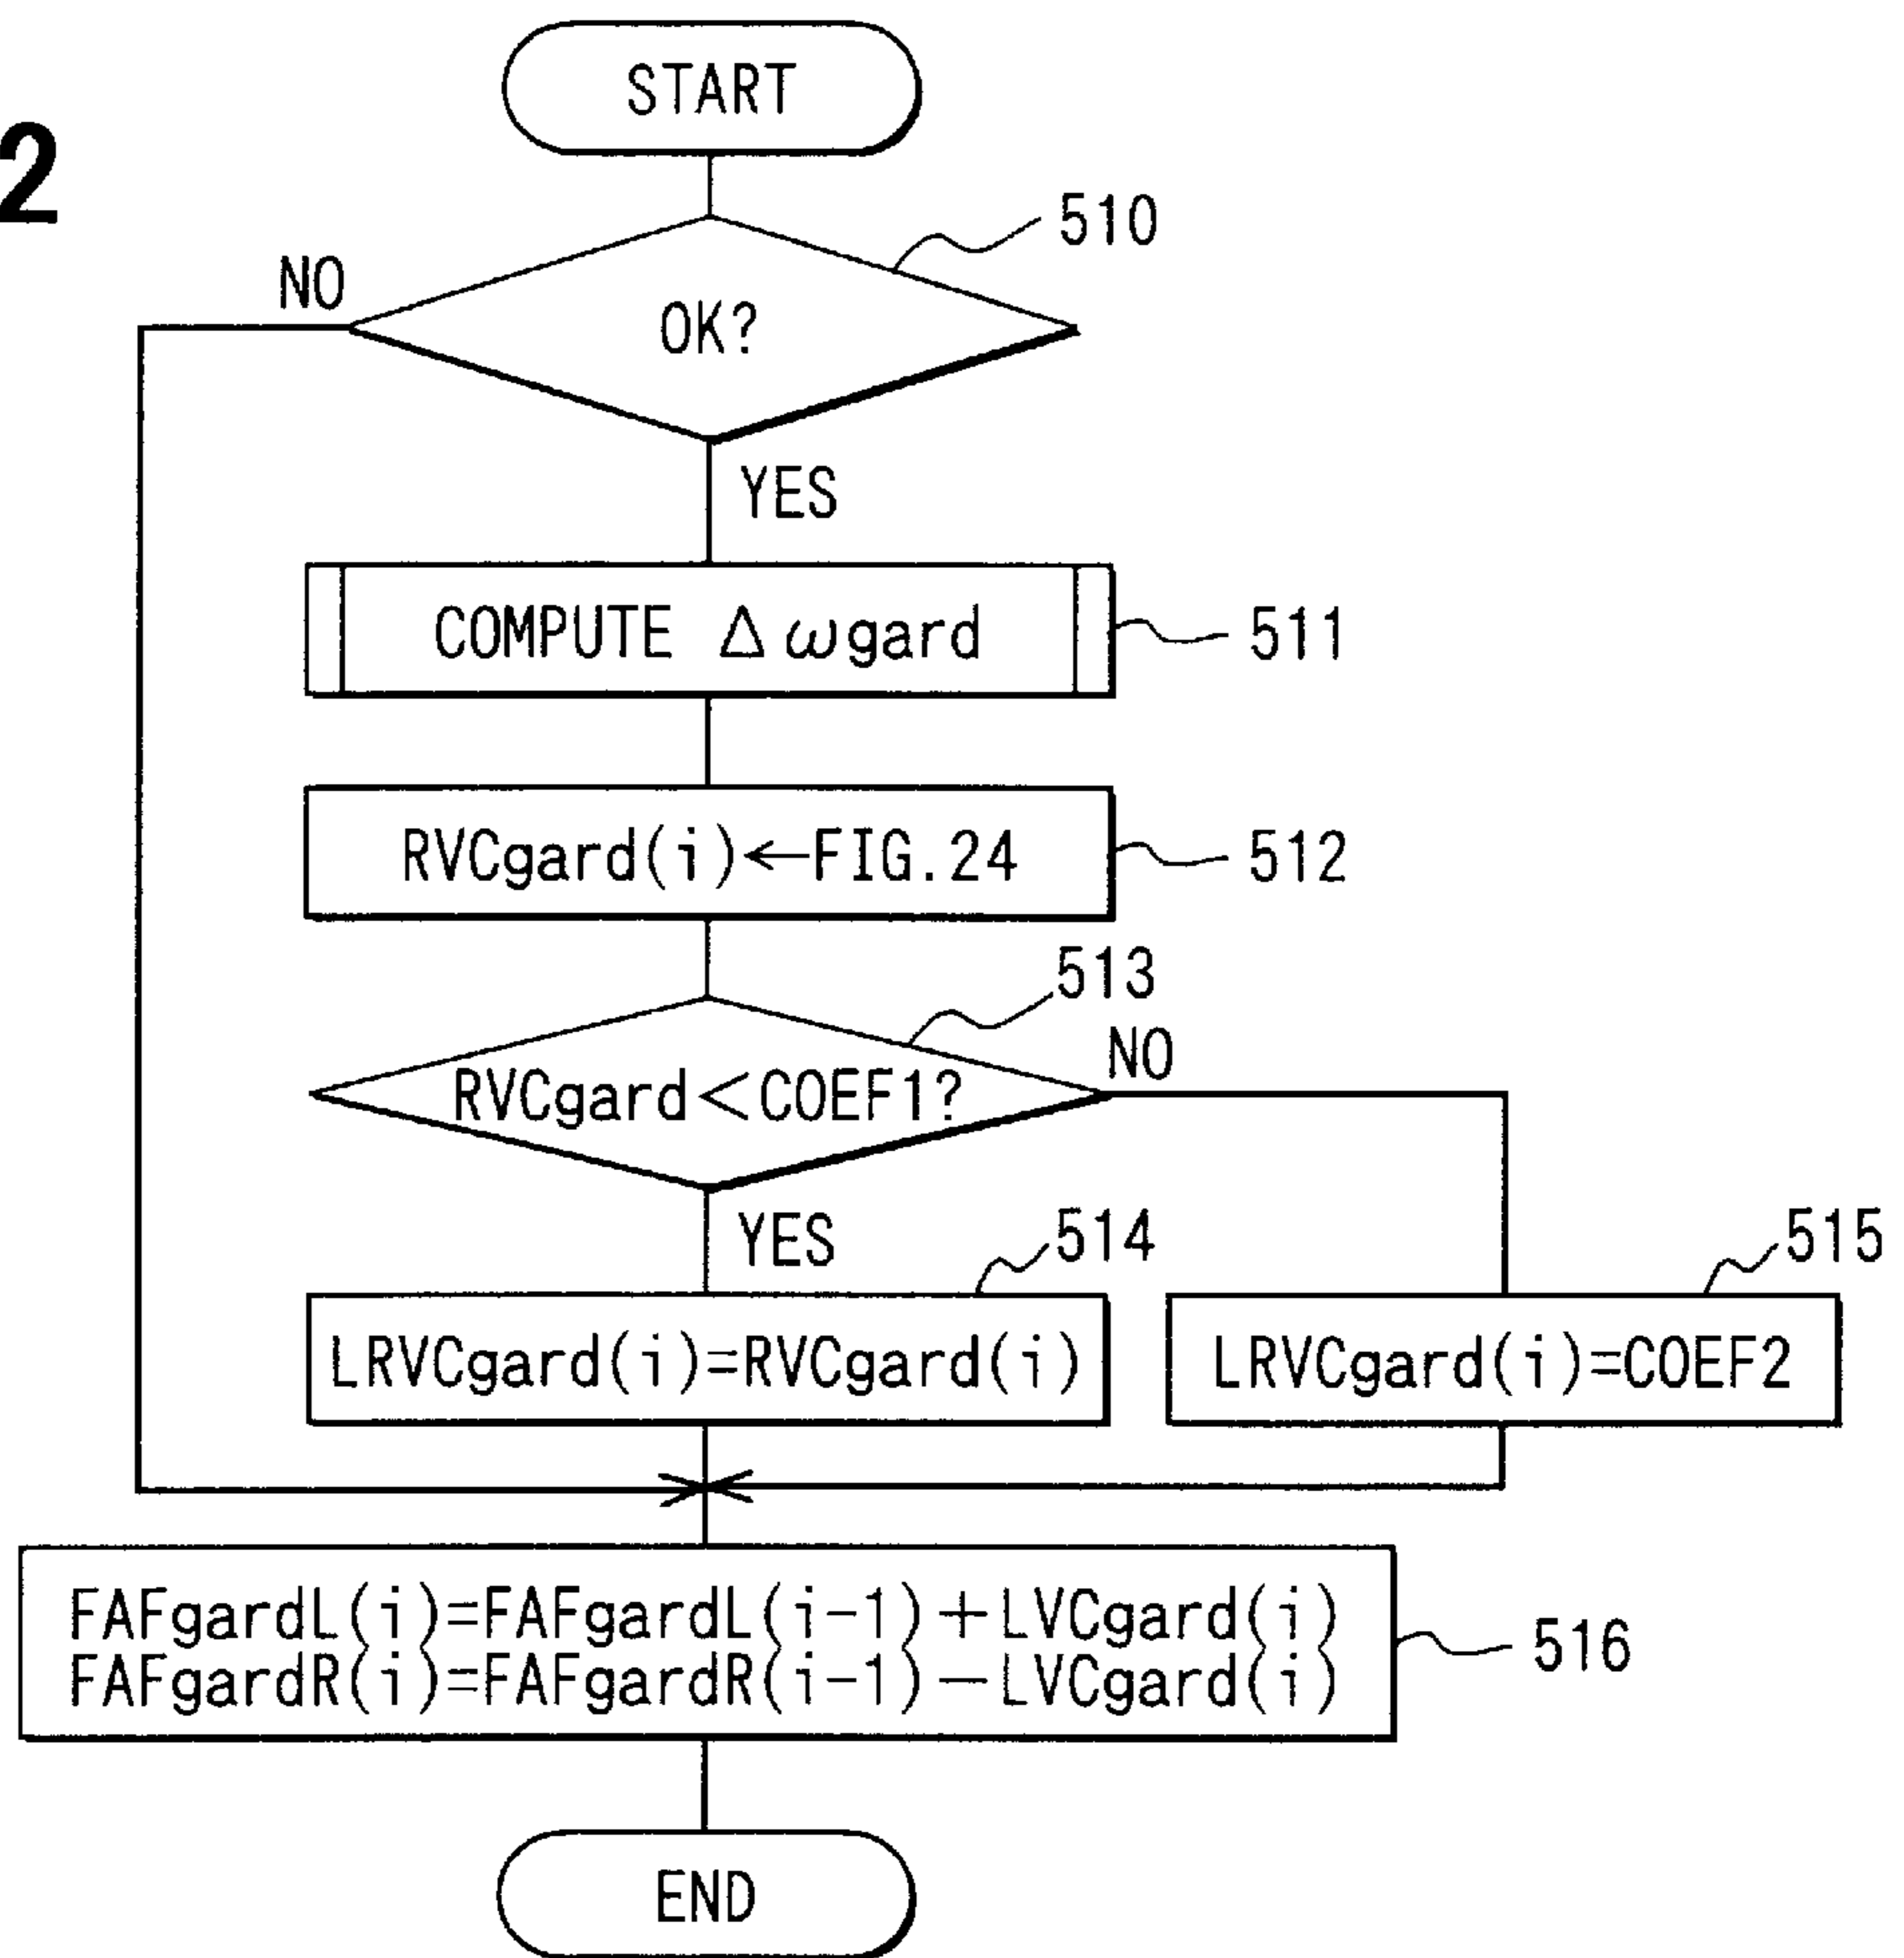 2
START
510
NO
OK?
YES
COMPUTE Δωgard
511
RVCgard(i)←FIG.24
512
513
RVCgard<COEF1?
NO
YES
514
515
LRVCgard(i)=RVCgard(i)
LRVCgard(i)=COEF2
FAFgardL(i)=FAFgardL(i-1)+LVCgard(i)
FAFgardR(i)=FAFgardR(i-1)-LVCgard(i)
516
END